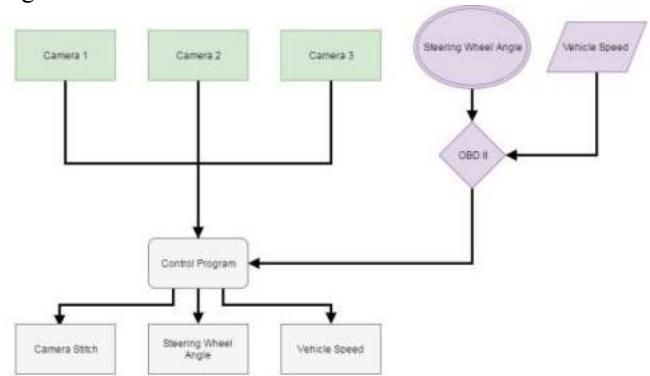 Camera 1
Camera 2
Camera 3
Steering Wheel Angle
Vehicle Speed
OBD II
Control Program
Camera Stitch
Steering Wheel
Angle
Vehicle Speed